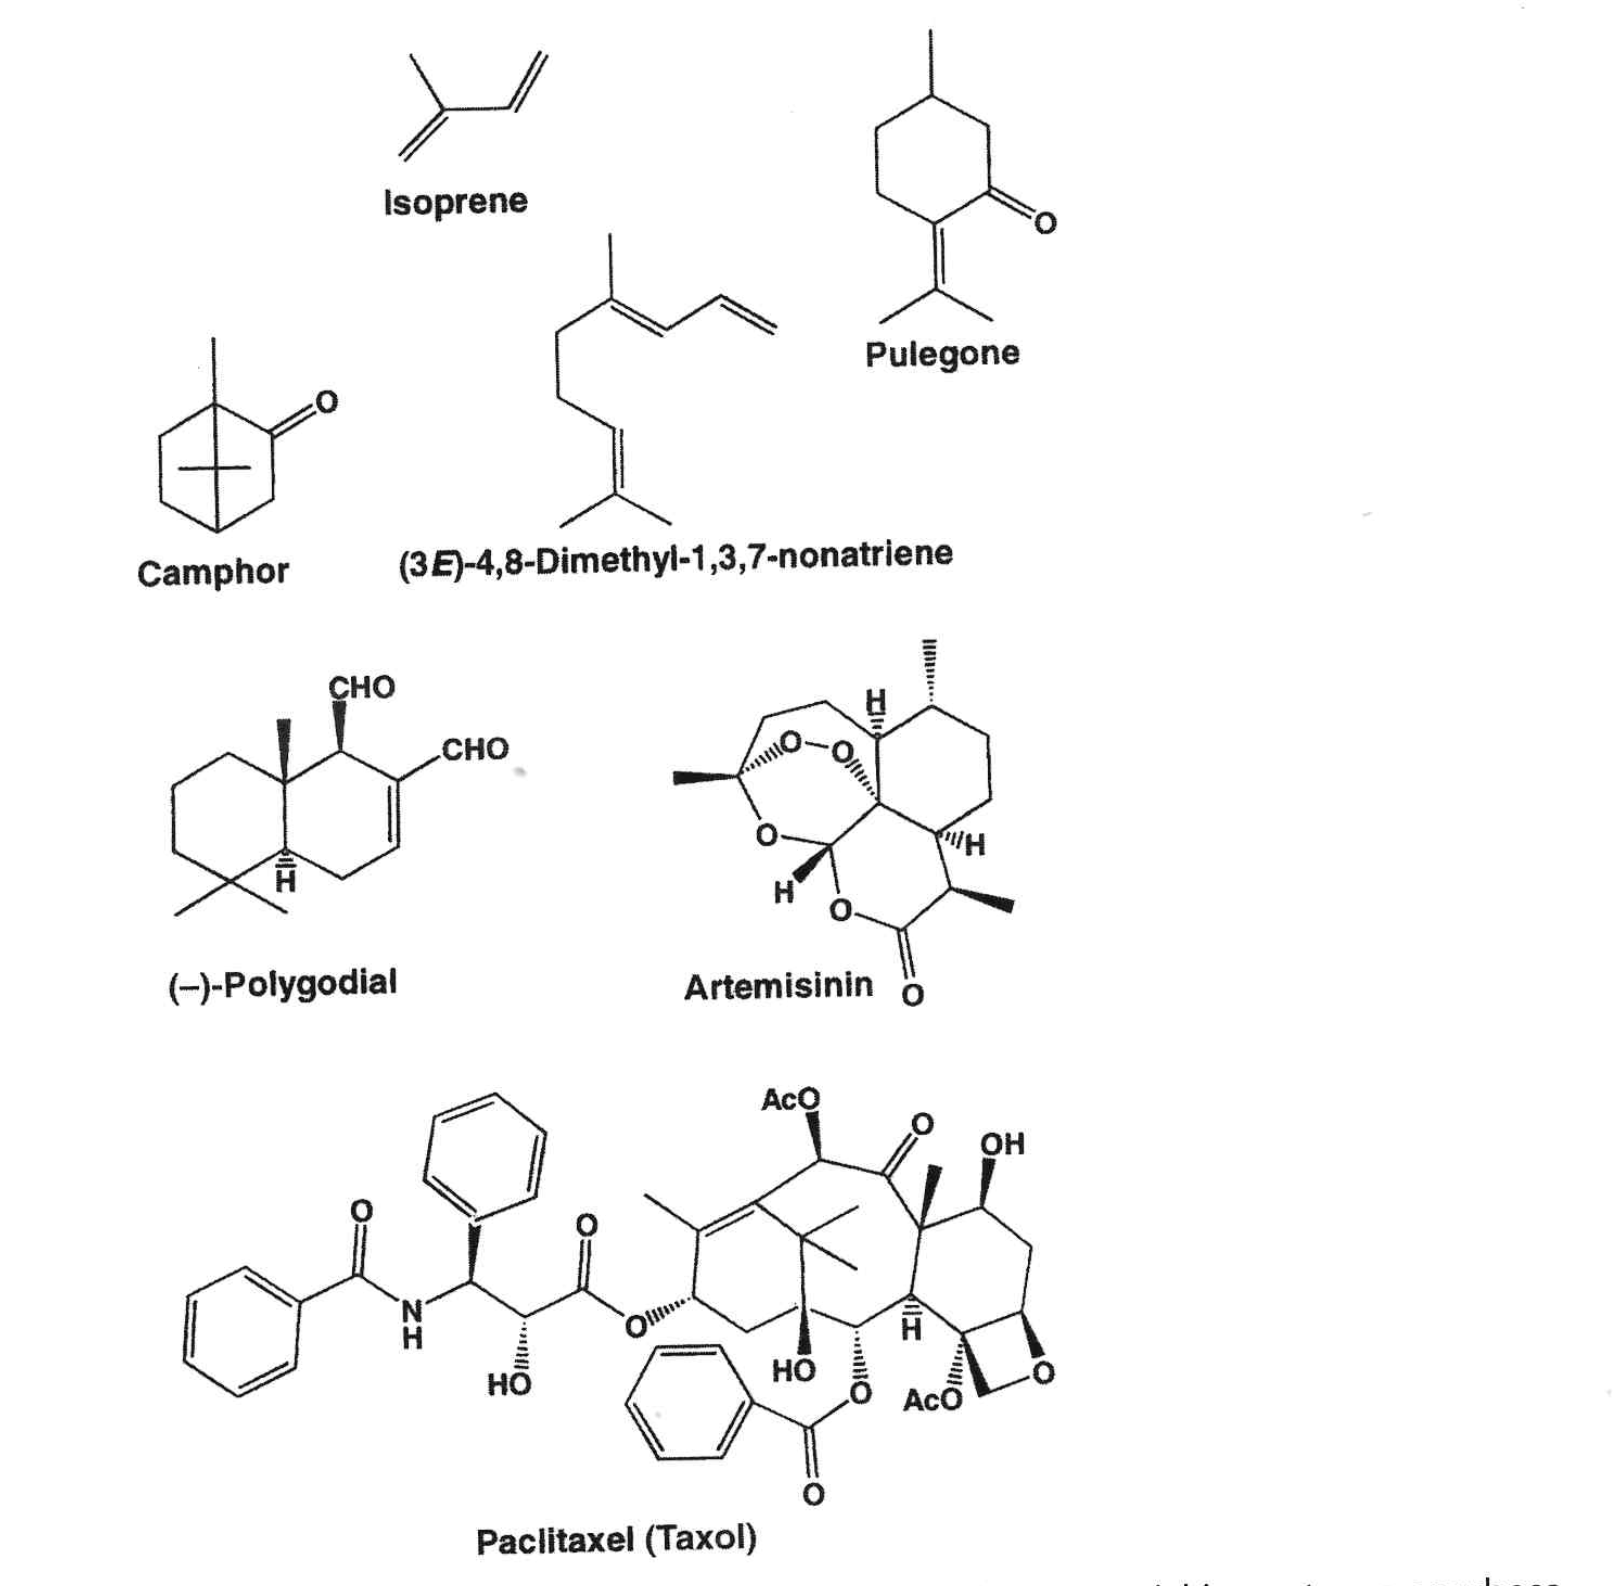 Isoprene
O
Pulegone
O
Camphor
(3E)-4,8-Dimethyl-1,3,7-nonatriene
CHO
CHO
H
(–)-Polygodial
H
O
O
O
H
H
O
O
Artemisinin
AcO
O
OH
O
O
N
H
HO
O
HO
O
O
H
AcO
O
Paclitaxel (Taxol)